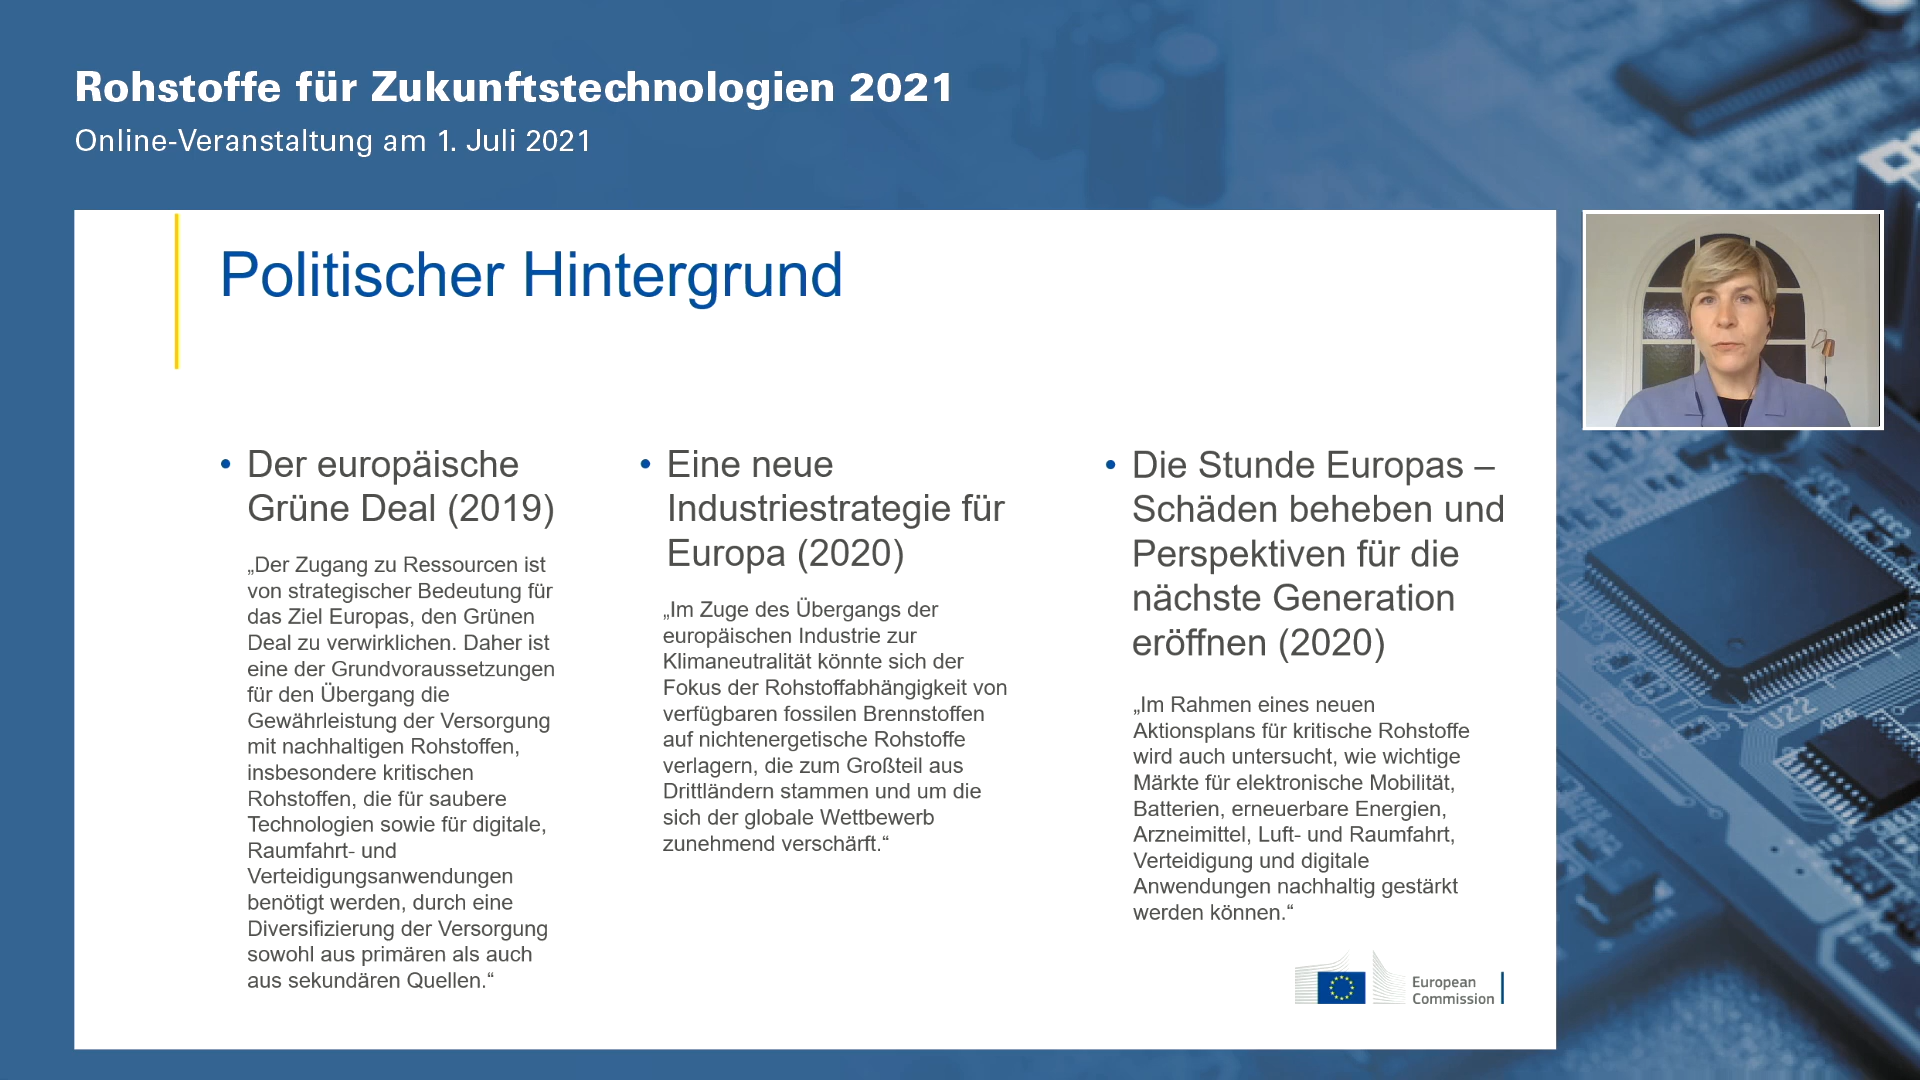 Rohstoffe für Zukunftstechnologien 2021
Online-Veranstaltung am 1. Juli 2021
Politischer Hintergrund
• Der europäische
Grüne Deal (2019)
„Der Zugang zu Ressourcen ist
von strategischer Bedeutung für
das Ziel Europas, den Grünen
Deal zu verwirklichen. Daher ist
eine der Grundvoraussetzungen
für den Übergang die
Gewährleistung der Versorgung
mit nachhaltigen Rohstoffen,
insbesondere kritischen
Rohstoffen, die für saubere
Technologien sowie für digitale,
Raumfahrt- und
Verteidigungsanwendungen
benötigt werden, durch eine
Diversifizierung der Versorgung
sowohl aus primären als auch
aus sekundären Quellen.“
• Eine neue
Industriestrategie für
Europa (2020)
„Im Zuge des Übergangs der
europäischen Industrie zur
Klimaneutralität könnte sich der
Fokus der Rohstoffabhängigkeit von
verfügbaren fossilen Brennstoffen
auf nichtenergetische Rohstoffe
verlagern, die zum Großteil aus
Drittländern stammen und um die
sich der globale Wettbewerb
zunehmend verschärft.“
• Die Stunde Europas –
Schäden beheben und
Perspektiven für die
nächste Generation
eröffnen (2020)
„Im Rahmen eines neuen
Aktionsplans für kritische Rohstoffe
wird auch untersucht, wie wichtige
Märkte für elektronische Mobilität,
Batterien, erneuerbare Energien,
Arzneimittel, Luft- und Raumfahrt,
Verteidigung und digitale
Anwendungen nachhaltig gestärkt
werden können.“
European
Commission
U22